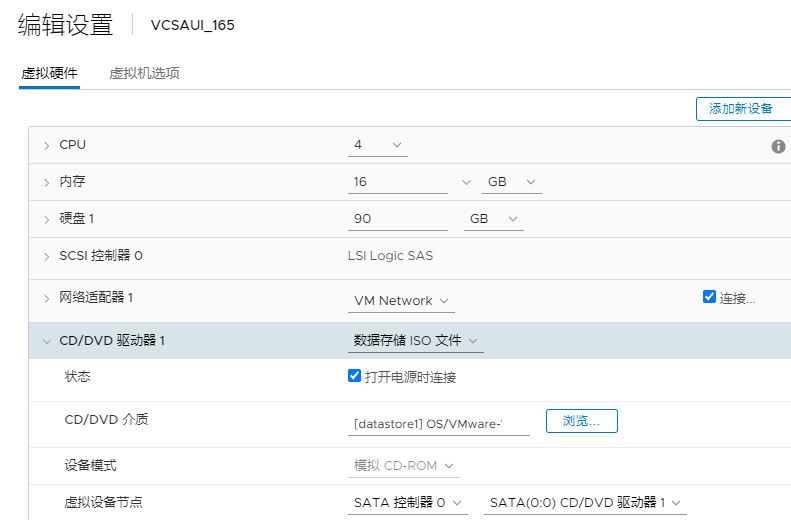 编辑设置 VCSAUI_165
虚拟硬件 虚拟机选项
添加新设备
CPU 4
内存 16 GB
硬盘 1 90 GB
SCSI 控制器 0 LSI Logic SAS
网络适配器 1 VM Network 连接...
CD/DVD 驱动器 1 数据存储 ISO 文件
状态 打开电源时连接
CD/DVD 介质 [datastore1] OS/VMware- 浏览...
设备模式 模拟 CD-ROM
虚拟设备节点 SATA 控制器 0 SATA(0:0) CD/DVD 驱动器 1